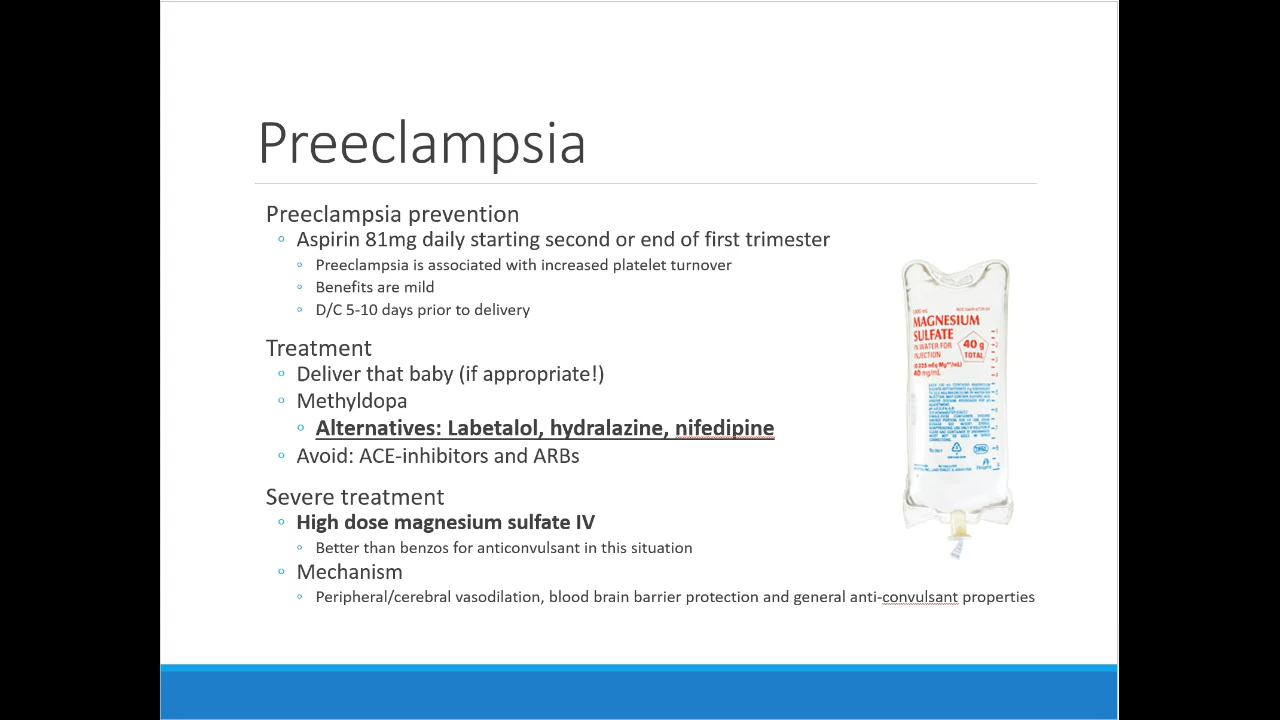 Preeclampsia
Preeclampsia prevention
Aspirin 81mg daily starting second or end of first trimester
Preeclampsia is associated with increased platelet turnover
Benefits are mild
D/C 5-10 days prior to delivery
Treatment
Deliver that baby (if appropriate!)
Methyldopa
Alternatives: Labetalol, hydralazine, nifedipine
Avoid: ACE-inhibitors and ARBs
Severe treatment
High dose magnesium sulfate IV
Better than benzos for anticonvulsant in this situation
Mechanism
Peripheral/cerebral vasodilation, blood brain barrier protection and general anti-convulsant properties
MAGNESIUM
SULFATE
IN WATER FOR
INJECTION
40 g
TOTAL
40 mg/mL